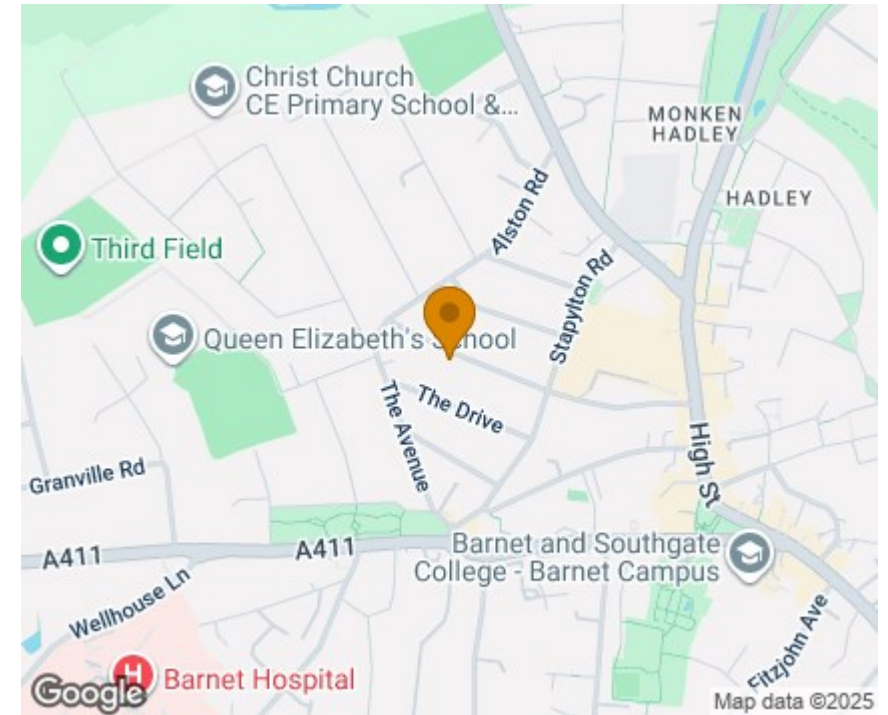 Christ Church
CE Primary School &...
MONKEN
HADLEY
HADLEY
Alston Rd
Third Field
Stapylton Rd
Queen Elizabeth's School
The Drive
The Avenue
High St
Granville Rd
A411
A411
Barnet and Southgate
College - Barnet Campus
Wellhouse Ln
Fitzjohn Ave
H
Barnet Hospital
Google
Map data ©2025